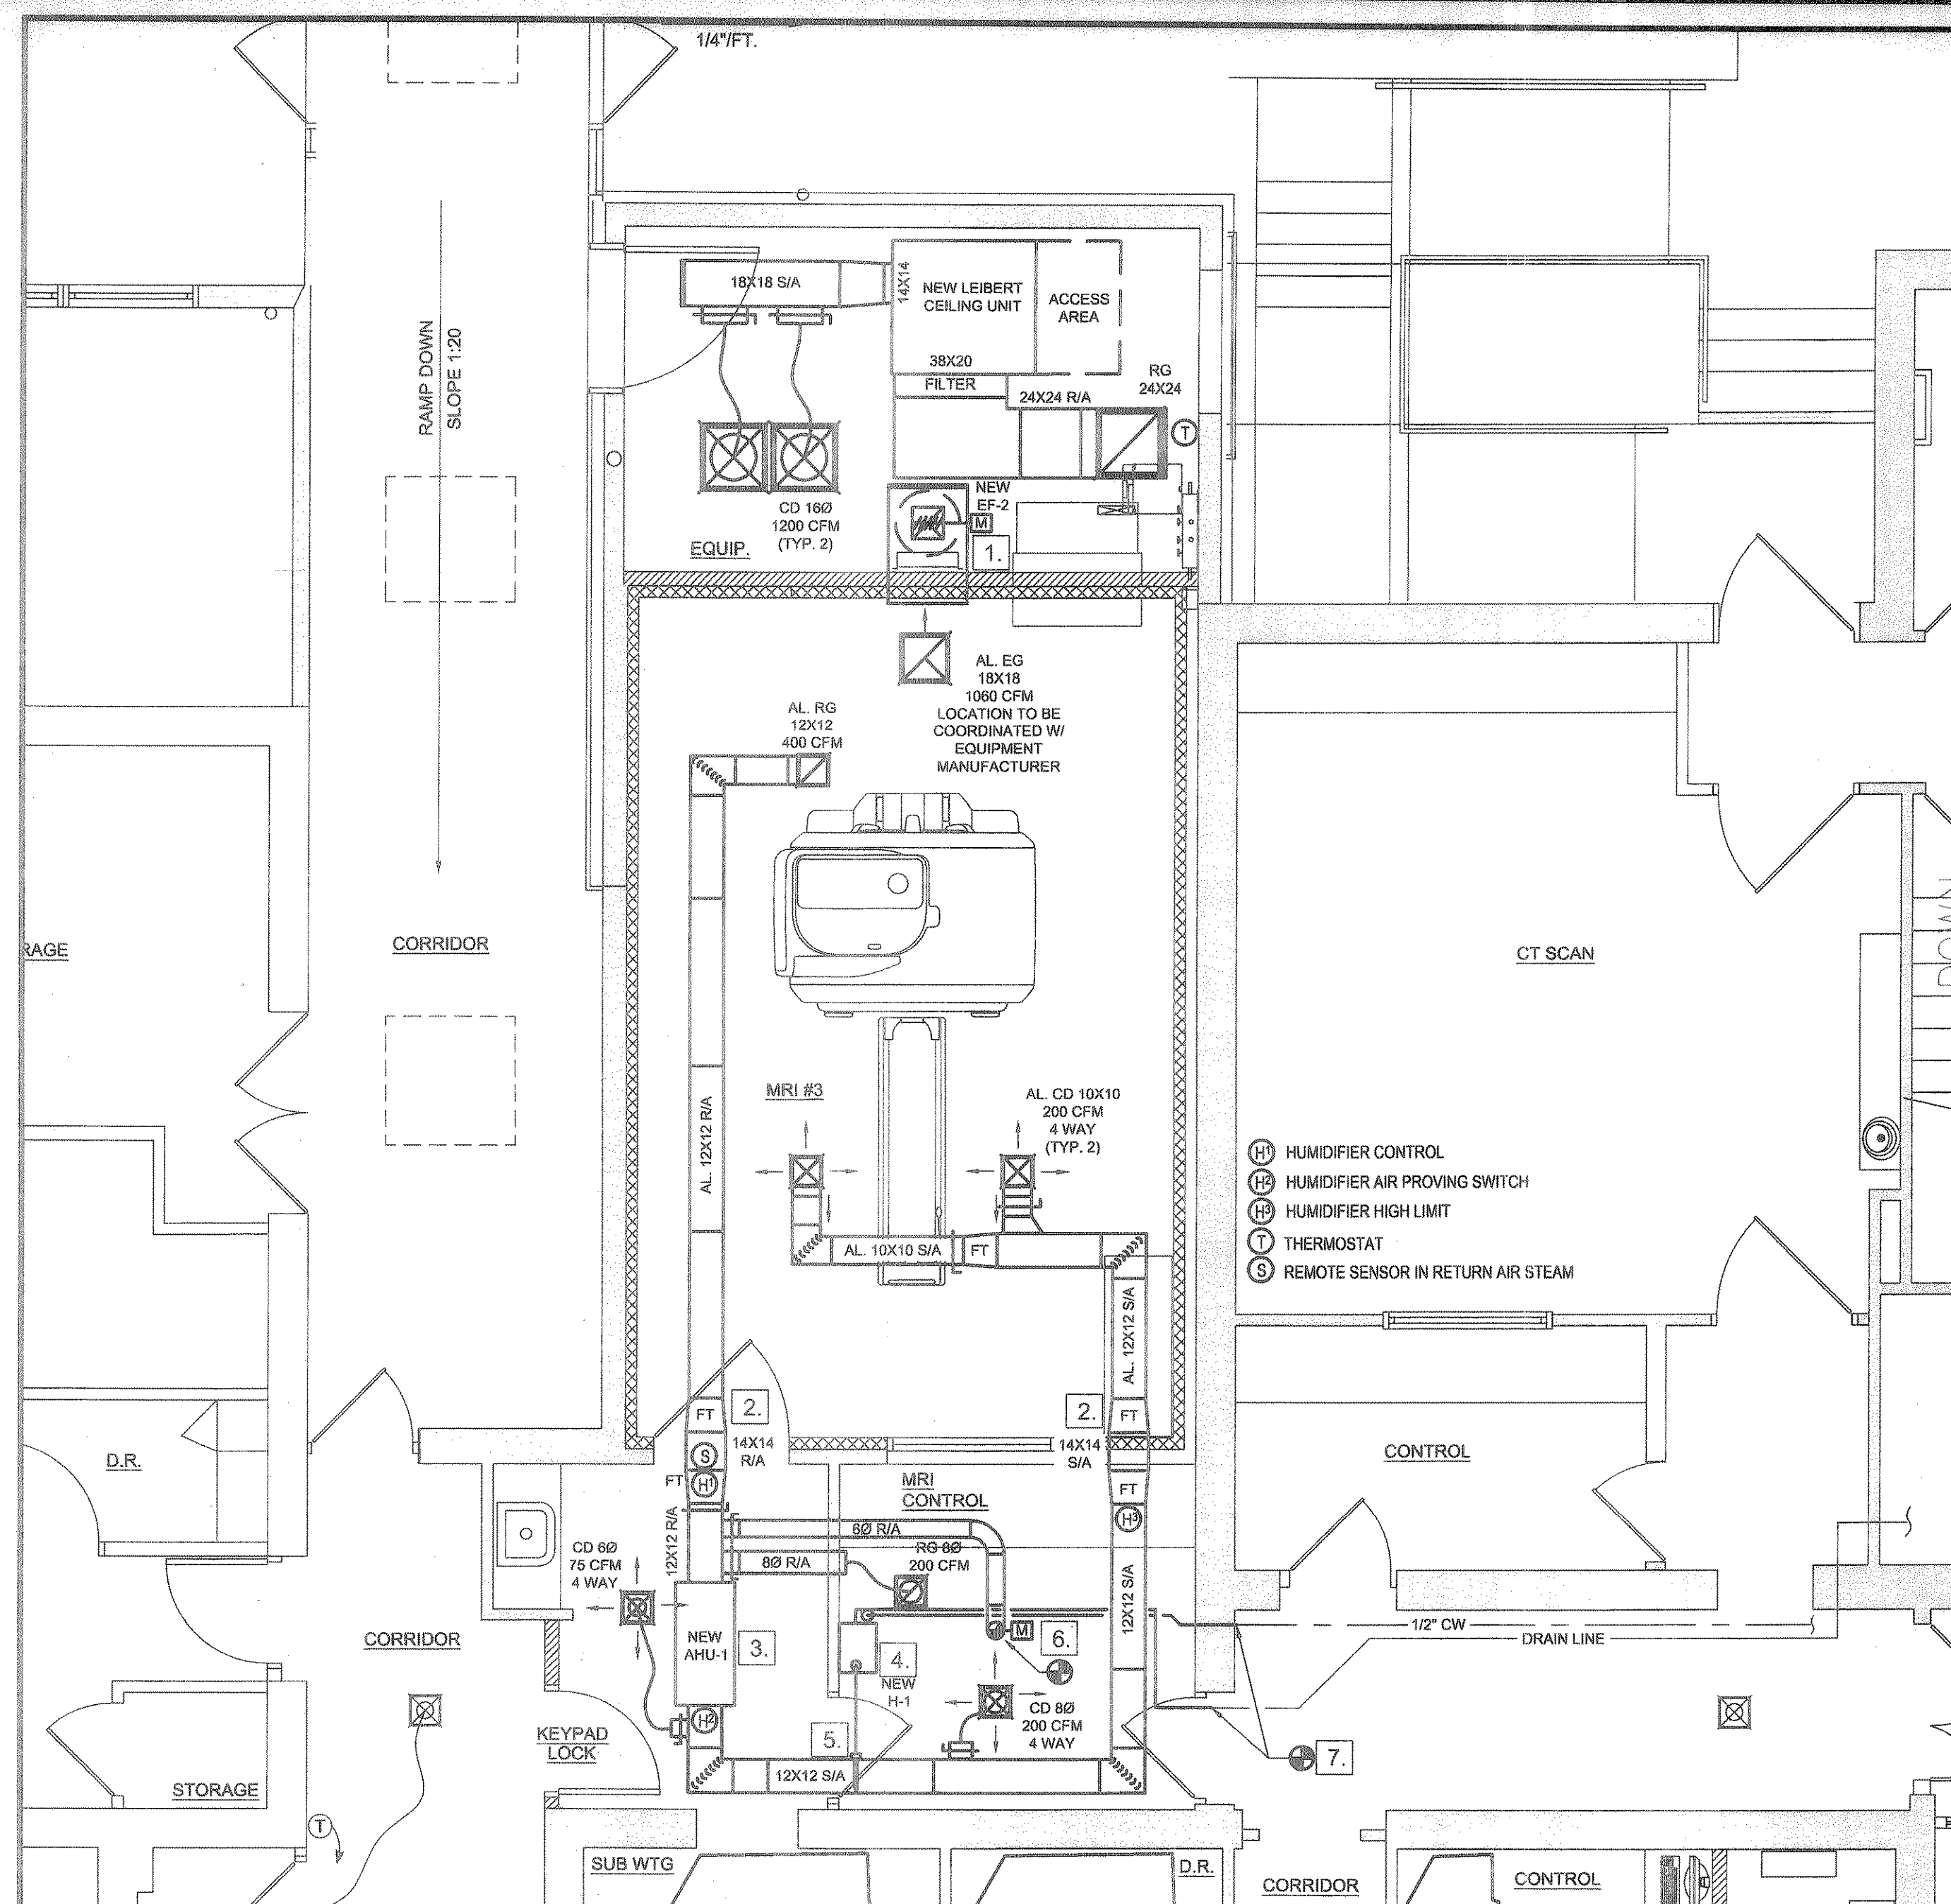 1/4"/FT.
18X18 S/A
14X14
NEW LEIBERT
CEILING UNIT
ACCESS
AREA
38X20
FILTER
24X24 R/A
RG
24X24
T
RAMP DOWN
SLOPE 1:20
CD 16Ø
1200 CFM
(TYP. 2)
EQUIP.
NEW
EF-2
M
1.
AL. EG
18X18
1060 CFM
LOCATION TO BE
COORDINATED W/
EQUIPMENT
MANUFACTURER
AL. RG
12X12
400 CFM
RAGE
CORRIDOR
CT SCAN
DOWN
MRI #3
AL. 12X12 R/A
AL. CD 10X10
200 CFM
4 WAY
(TYP. 2)
H1 HUMIDIFIER CONTROL
H2 HUMIDIFIER AIR PROVING SWITCH
H3 HUMIDIFIER HIGH LIMIT
T THERMOSTAT
S REMOTE SENSOR IN RETURN AIR STEAM
AL. 10X10 S/A
FT
AL. 12X12 S/A
FT
2.
2.
FT
14X14
R/A
14X14
S/A
S
FT
H1
FT
H3
D.R.
MRI
CONTROL
CONTROL
12X12 R/A
6Ø R/A
8Ø R/A
RG 8Ø
200 CFM
CD 6Ø
75 CFM
4 WAY
12X12 S/A
1/2" CW
DRAIN LINE
CORRIDOR
NEW
AHU-1
3.
4.
NEW
H-1
M
6.
H2
CD 8Ø
200 CFM
4 WAY
KEYPAD
LOCK
5.
7.
12X12 S/A
STORAGE
T
SUB WTG
D.R.
CORRIDOR
CONTROL